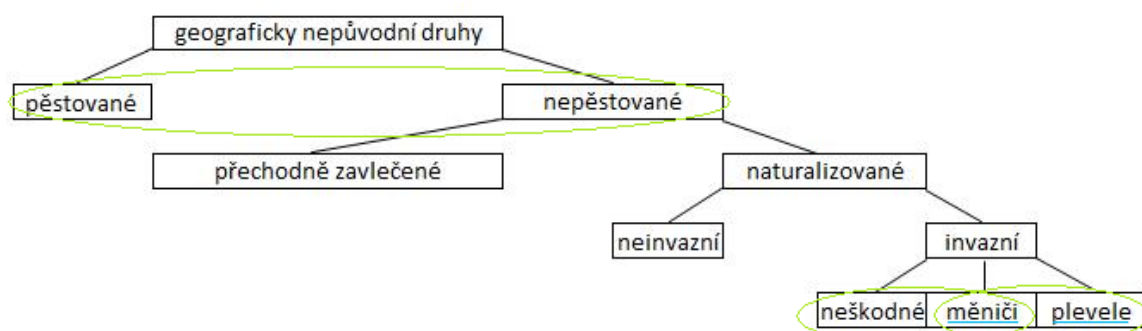 geograficky nepůvodní druhy
pěstované
nepěstované
přechodně zavlečené
naturalizované
neinvazní
invazní
neškodné
měniči
plevele